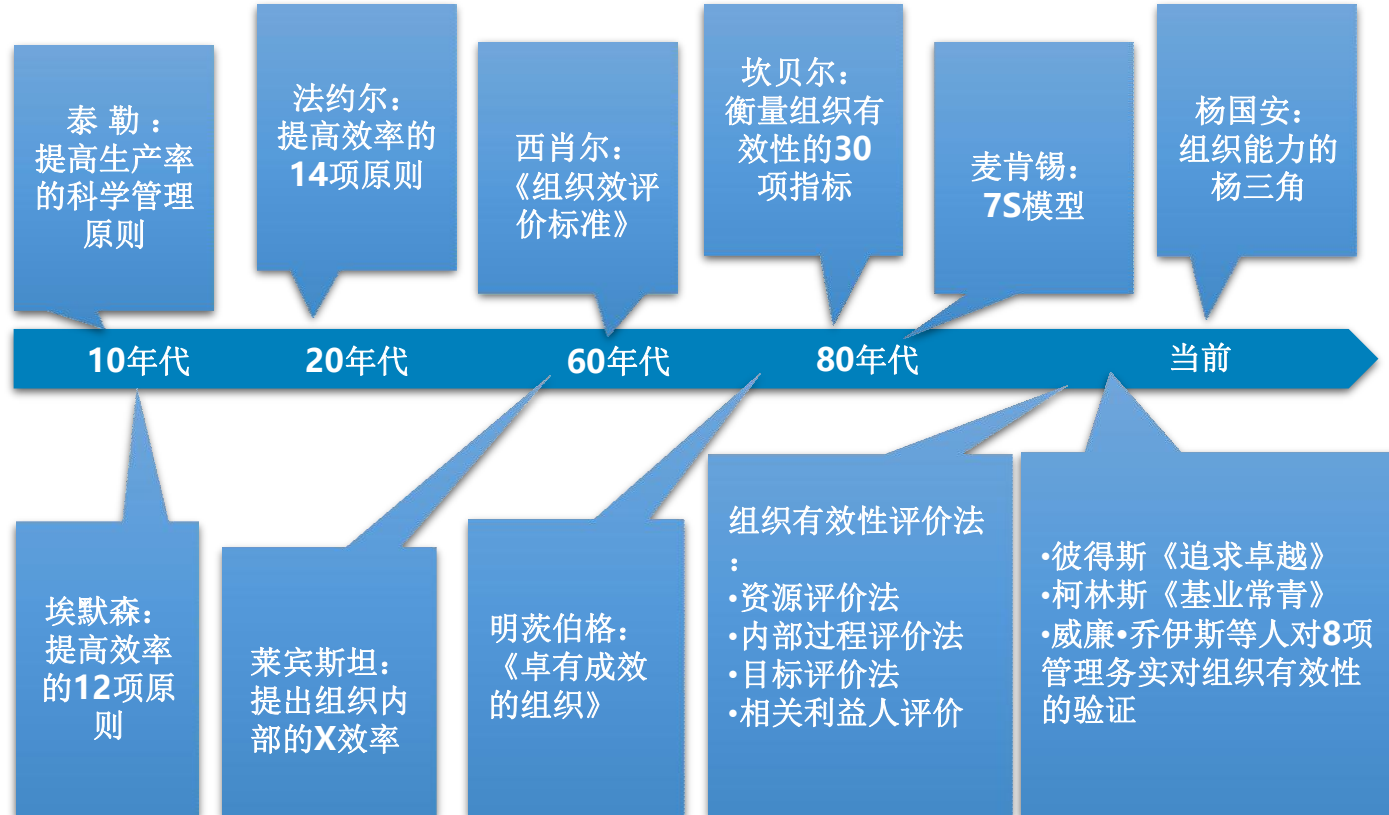 泰 勒 ：
提高生产率
的科学管理
原则
法约尔：
提高效率的
14项原则
西肖尔：
《组织效评
价标准》
坎贝尔：
衡量组织有
效性的30
项指标
麦肯锡：
7S模型
杨国安：
组织能力的
杨三角
10年代
20年代
60年代
80年代
当前
埃默森：
提高效率
的12项原
则
莱宾斯坦：
提出组织内
部的X效率
明茨伯格：
《卓有成效
的组织》
组织有效性评价法
：
•资源评价法
•内部过程评价法
•目标评价法
•相关利益人评价
•彼得斯《追求卓越》
•柯林斯《基业常青》
•威廉•乔伊斯等人对8项
管理务实对组织有效性
的验证